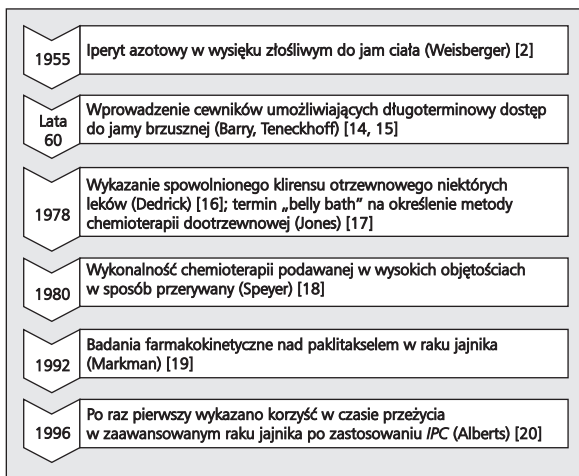 1955
Iperyt azotowy w wysięku złośliwym do jam ciała (Weisberger) [2]
Lata
60
Wprowadzenie cewników umożliwiających długoterminowy dostęp
do jamy brzusznej (Barry, Teneckhoff) [14, 15]
1978
Wykazanie spowolnionego klirensu otrzewnowego niektórych
leków (Dedrick) [16]; termin „belly bath” na określenie metody
chemioterapii dootrzewnowej (Jones) [17]
1980
Wykonalność chemioterapii podawanej w wysokich objętościach
w sposób przerywany (Speyer) [18]
1992
Badania farmakokinetyczne nad paklitakselem w raku jajnika
(Markman) [19]
1996
Po raz pierwszy wykazano korzyść w czasie przeżycia
w zaawansowanym raku jajnika po zastosowaniu IPC (Alberts) [20]